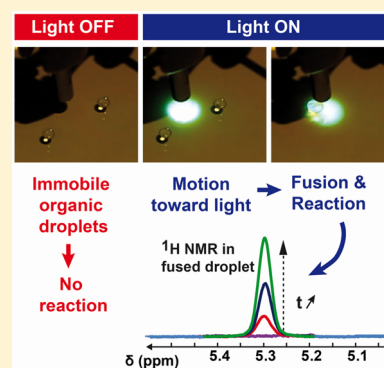 Light OFF
Light ON
Immobile
organic
droplets
No
reaction
Motion
toward light
Fusion &
Reaction
¹H NMR in
fused droplet
t ↗
δ (ppm) 5.4 5.3 5.2 5.1